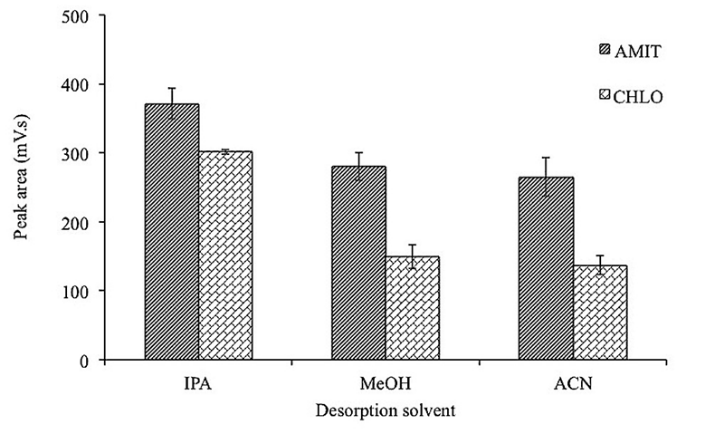 500
400
300
200
100
0
Peak area (mV.s)
AMIT
CHLO
IPA MeOH ACN
Desorption solvent